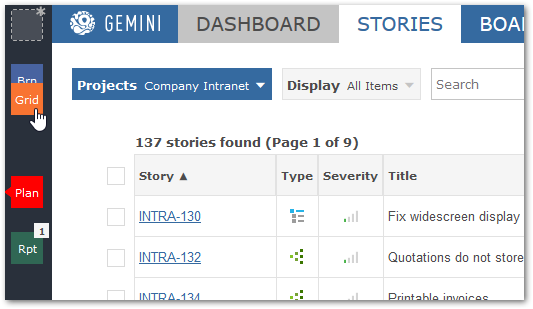 GEMINI DASHBOARD STORIES BOA
Brn
Grid
Plan
1
Rpt
Projects Company Intranet Display All Items Search
137 stories found (Page 1 of 9)
Story ▲ Type Severity Title
INTRA-130 Fix widescreen display
INTRA-132 Quotations do not store
INTRA-134 Printable invoices